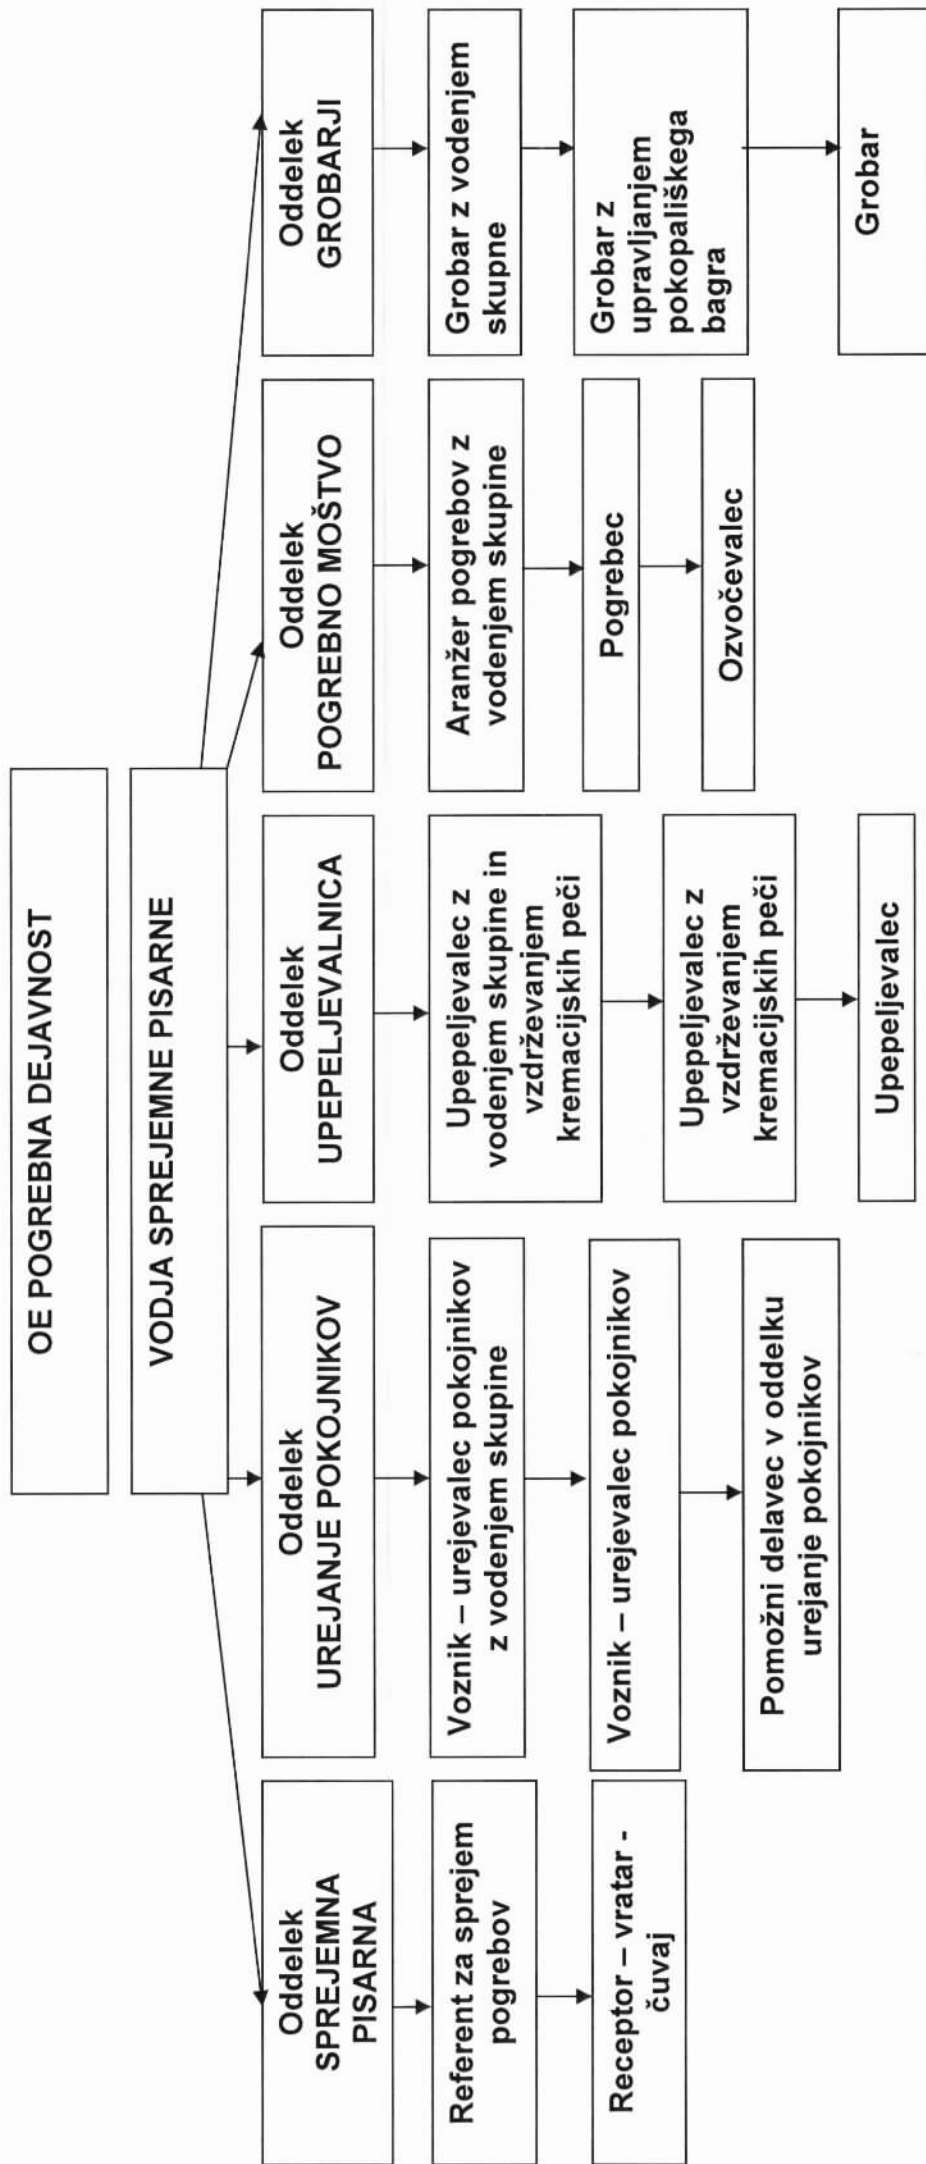 OE POGREBNA DEJAVNOST
VODJA SPREJEMNE PISARNE
Oddelek
SPREJEMNA
PISARNA
Referent za sprejem
pogrebov
Receptor – vratar -
čuvaj
Oddelek
UREJANJE POKOJNIKOV
Voznik – urejevalec pokojnikov
z vodenjem skupine
Voznik – urejevalec pokojnikov
Pomožni delavec v oddelku
urejanje pokojnikov
Oddelek
UPEPELJEVALNICA
Upepeljevalec z
vodenjem skupine in
vzdrževanjem
kremacijskih peči
Upepeljevalec z
vzdrževanjem
kremacijskih peči
Upepeljevalec
Oddelek
POGREBNO MOŠTVO
Aranžer pogrebov z
vodenjem skupine
Pogrebec
Ozvočevalec
Oddelek
GROBARJI
Grobar z vodenjem
skupne
Grobar z
upravljanjem
pokopališkega
bagra
Grobar